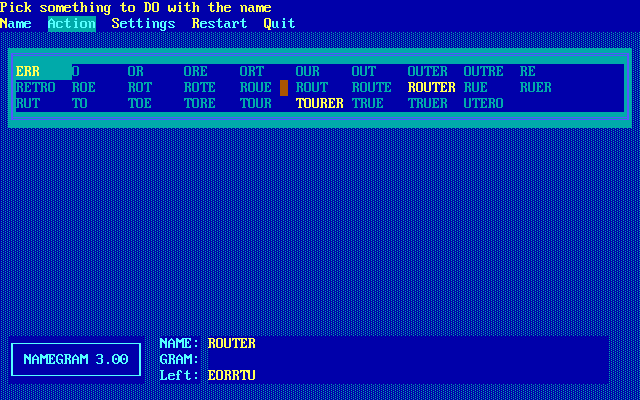 Pick something to DO with the name
Name Action Settings Restart Quit
ERR O OR ORE ORT OUR OUT OUTER OUTRE RE
RETRO ROE ROT ROTE ROUE ROUT ROUTE ROUTER RUE RUER
RUT TO TOE TORE TOUR TOURER TRUE TRUER UTERO
NAME: ROUTER
NAMEGRAM 3.00 GRAM:
Left: EORRTU